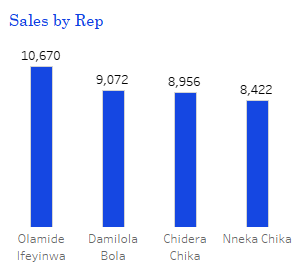 Sales by Rep
10,670
9,072
8,956
8,422
Olamide
Ifeyinwa
Damilola
Bola
Chidera
Chika
Nneka Chika